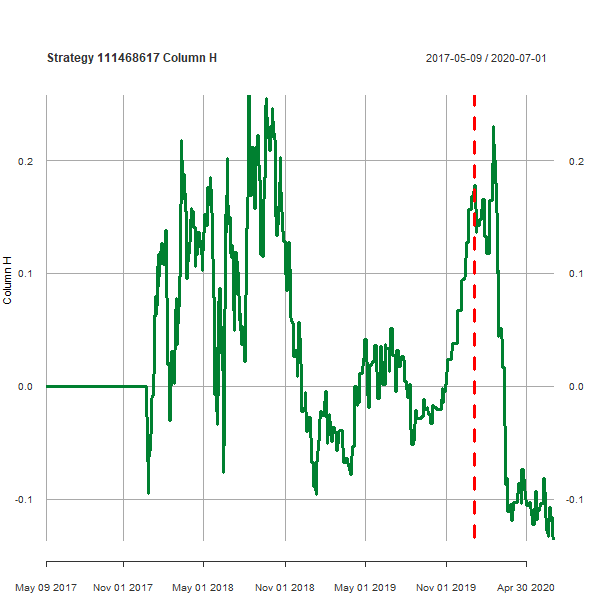 Strategy 111468617 Column H
2017-05-09 / 2020-07-01
0.2
0.2
0.1
0.1
Column H
0.0
0.0
-0.1
-0.1
May 09 2017
Nov 01 2017
May 01 2018
Nov 01 2018
May 01 2019
Nov 01 2019
Apr 30 2020